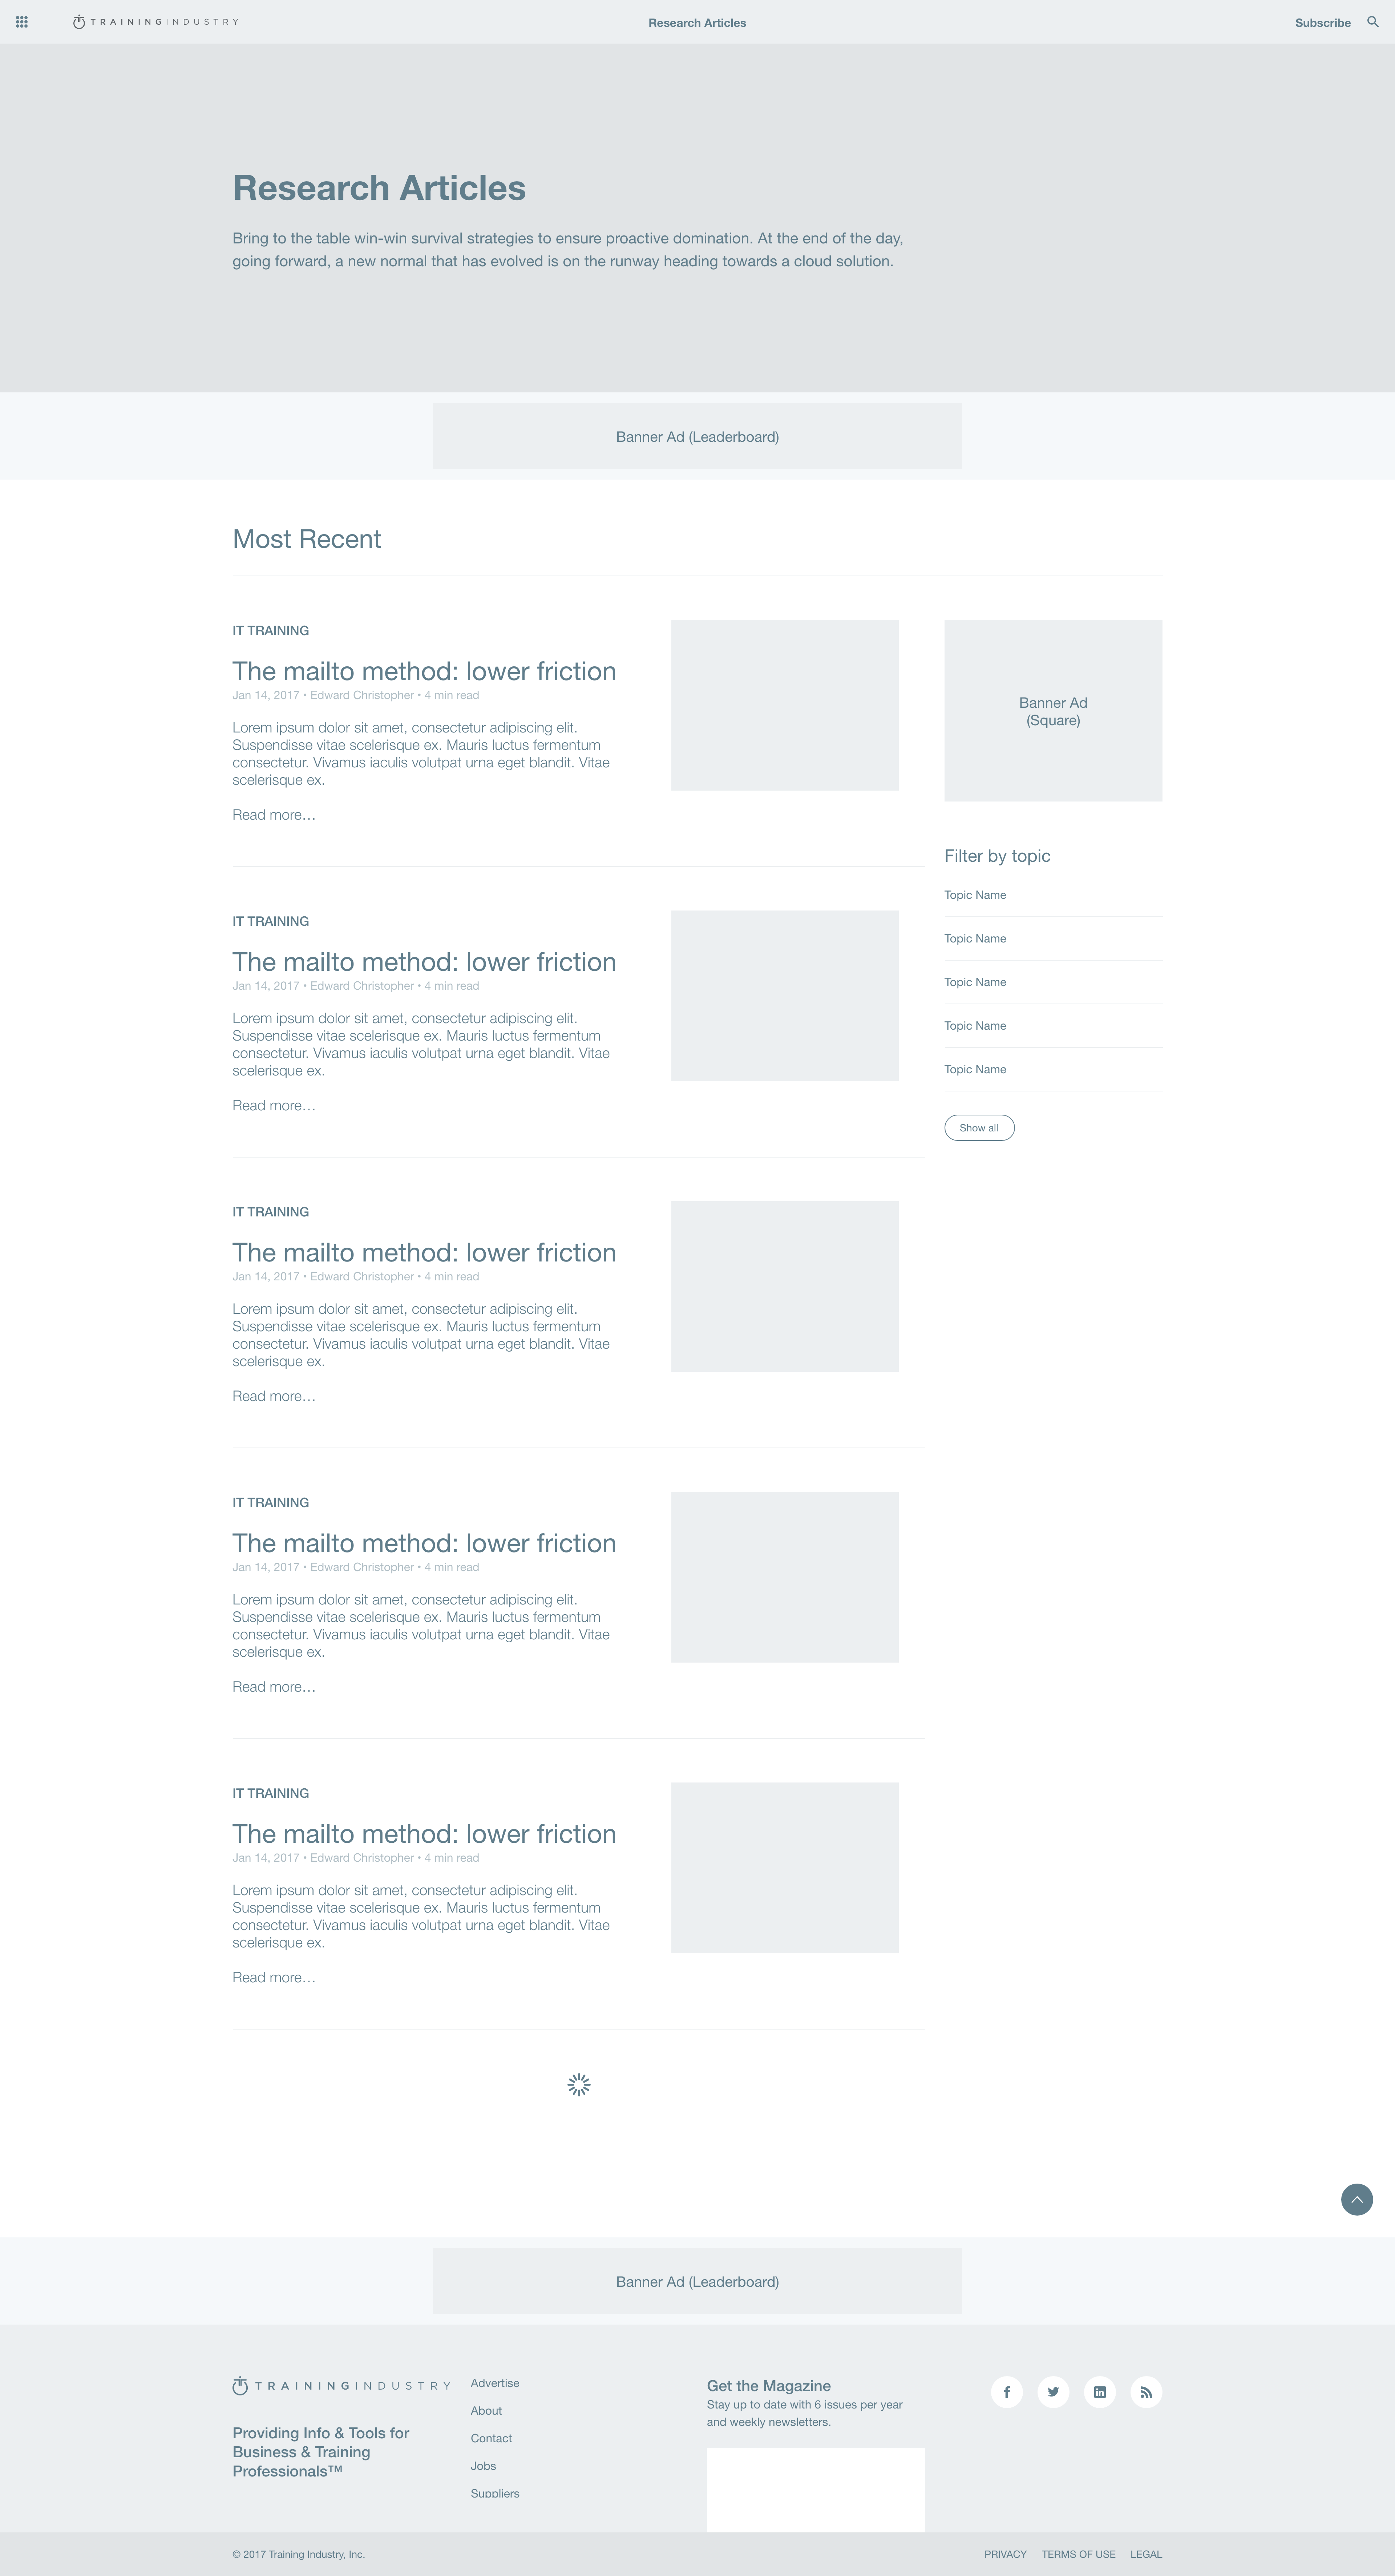 TRAININGINDUSTRY
Research Articles
Subscribe
Research Articles
Bring to the table win-win survival strategies to ensure proactive domination. At the end of the day,
going forward, a new normal that has evolved is on the runway heading towards a cloud solution.
Banner Ad (Leaderboard)
Most Recent
IT TRAINING
The mailto method: lower friction
Jan 14, 2017 • Edward Christopher • 4 min read
Lorem ipsum dolor sit amet, consectetur adipiscing elit.
Suspendisse vitae scelerisque ex. Mauris luctus fermentum
consectetur. Vivamus iaculis volutpat urna eget blandit. Vitae
scelerisque ex.
Read more…
IT TRAINING
The mailto method: lower friction
Jan 14, 2017 • Edward Christopher • 4 min read
Lorem ipsum dolor sit amet, consectetur adipiscing elit.
Suspendisse vitae scelerisque ex. Mauris luctus fermentum
consectetur. Vivamus iaculis volutpat urna eget blandit. Vitae
scelerisque ex.
Read more…
IT TRAINING
The mailto method: lower friction
Jan 14, 2017 • Edward Christopher • 4 min read
Lorem ipsum dolor sit amet, consectetur adipiscing elit.
Suspendisse vitae scelerisque ex. Mauris luctus fermentum
consectetur. Vivamus iaculis volutpat urna eget blandit. Vitae
scelerisque ex.
Read more…
IT TRAINING
The mailto method: lower friction
Jan 14, 2017 • Edward Christopher • 4 min read
Lorem ipsum dolor sit amet, consectetur adipiscing elit.
Suspendisse vitae scelerisque ex. Mauris luctus fermentum
consectetur. Vivamus iaculis volutpat urna eget blandit. Vitae
scelerisque ex.
Read more…
IT TRAINING
The mailto method: lower friction
Jan 14, 2017 • Edward Christopher • 4 min read
Lorem ipsum dolor sit amet, consectetur adipiscing elit.
Suspendisse vitae scelerisque ex. Mauris luctus fermentum
consectetur. Vivamus iaculis volutpat urna eget blandit. Vitae
scelerisque ex.
Read more…
Banner Ad
(Square)
Filter by topic
Topic Name
Topic Name
Topic Name
Topic Name
Topic Name
Show all
Banner Ad (Leaderboard)
TRAININGINDUSTRY
Providing Info & Tools for
Business & Training
Professionals™
Advertise
About
Contact
Jobs
Suppliers
Get the Magazine
Stay up to date with 6 issues per year
and weekly newsletters.
© 2017 Training Industry, Inc.
PRIVACY
TERMS OF USE
LEGAL